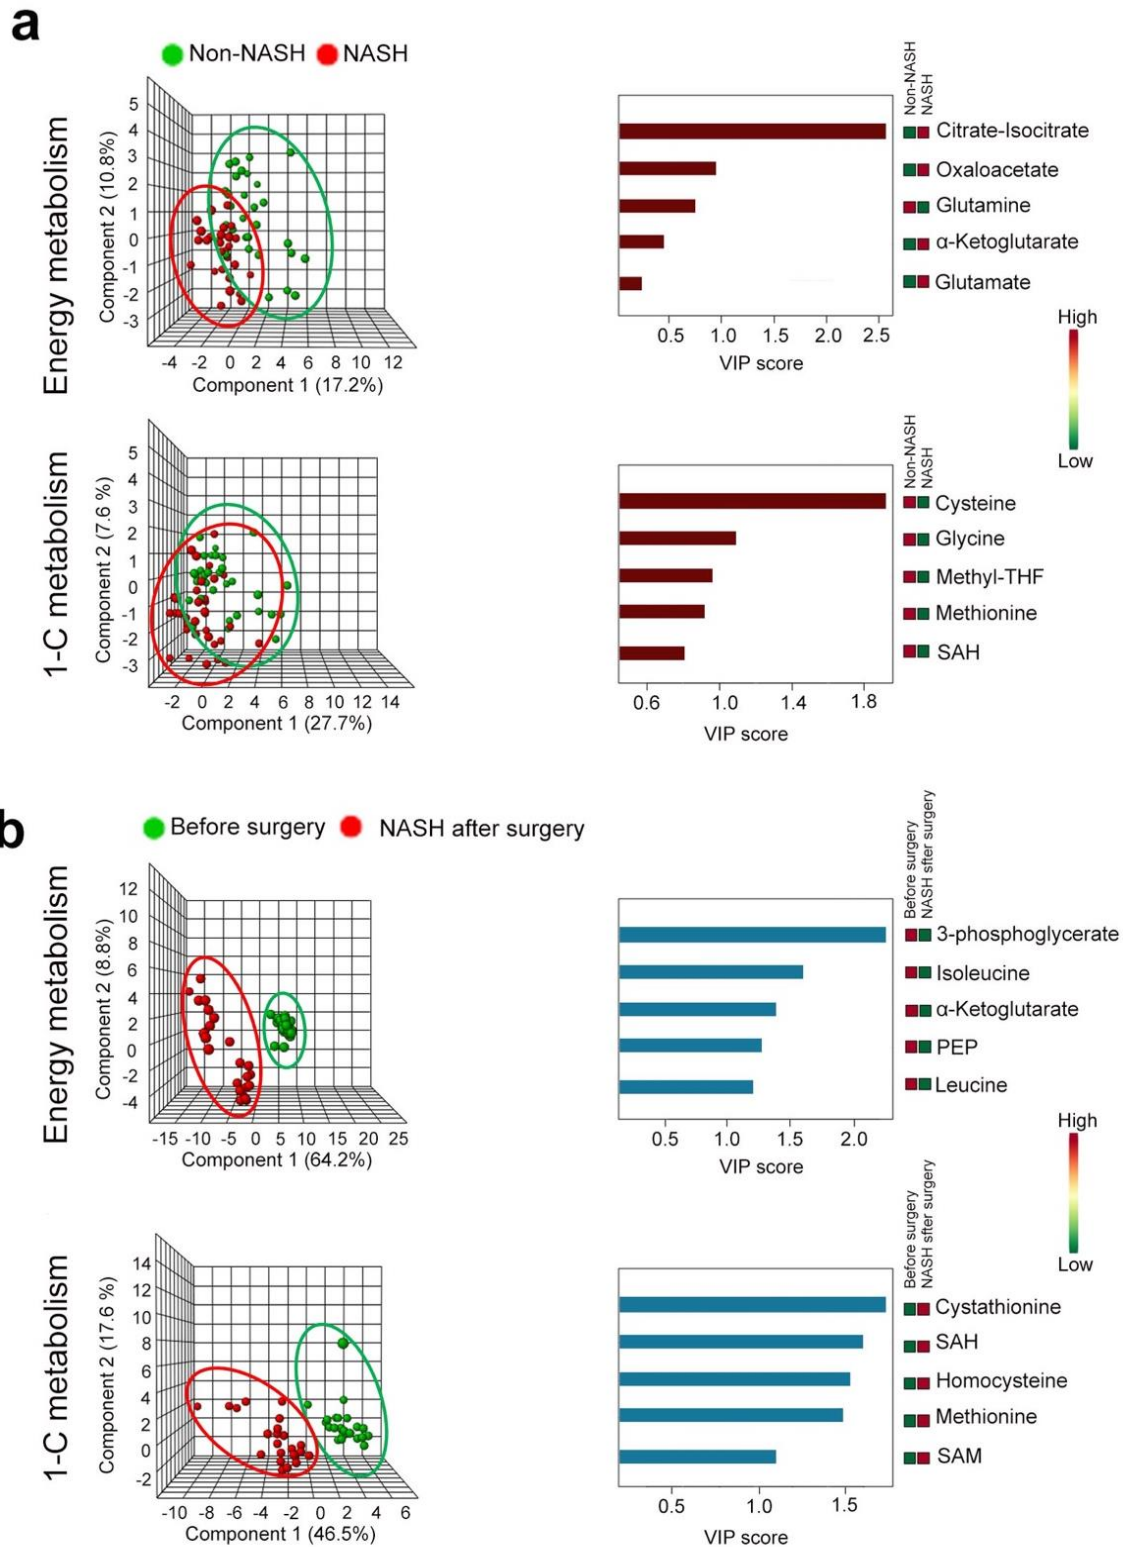 a
Non-NASH NASH
Energy metabolism
Component 2 (10.8%)
5
4
3
2
1
0
-1
-2
-3
-4 -2 0 2 4 6 8 10 12
Component 1 (17.2%)
Non-NASH
NASH
Citrate-Isocitrate
Oxaloacetate
Glutamine
α-Ketoglutarate
Glutamate
0.5 1.0 1.5 2.0 2.5
VIP score
High
Low
1-C metabolism
Component 2 (7.6 %)
5
4
3
2
1
0
-1
-2
-3
-2 0 2 4 6 8 10 12 14
Component 1 (27.7%)
Non-NASH
NASH
Cysteine
Glycine
Methyl-THF
Methionine
SAH
0.6 1.0 1.4 1.8
VIP score
b
Before surgery NASH after surgery
Energy metabolism
Component 2 (8.8%)
12
10
8
6
4
2
0
-2
-4
-15 -10 -5 0 5 10 15 20 25
Component 1 (64.2%)
Before surgery
NASH sfter surgery
3-phosphoglycerate
Isoleucine
α-Ketoglutarate
PEP
Leucine
0.5 1.0 1.5 2.0
VIP score
High
Low
1-C metabolism
Component 2 (17.6 %)
14
12
10
8
6
4
2
0
-2
-10 -8 -6 -4 -2 0 2 4 6
Component 1 (46.5%)
Before surgery
NASH sfter surgery
Cystathionine
SAH
Homocysteine
Methionine
SAM
0.5 1.0 1.5
VIP score